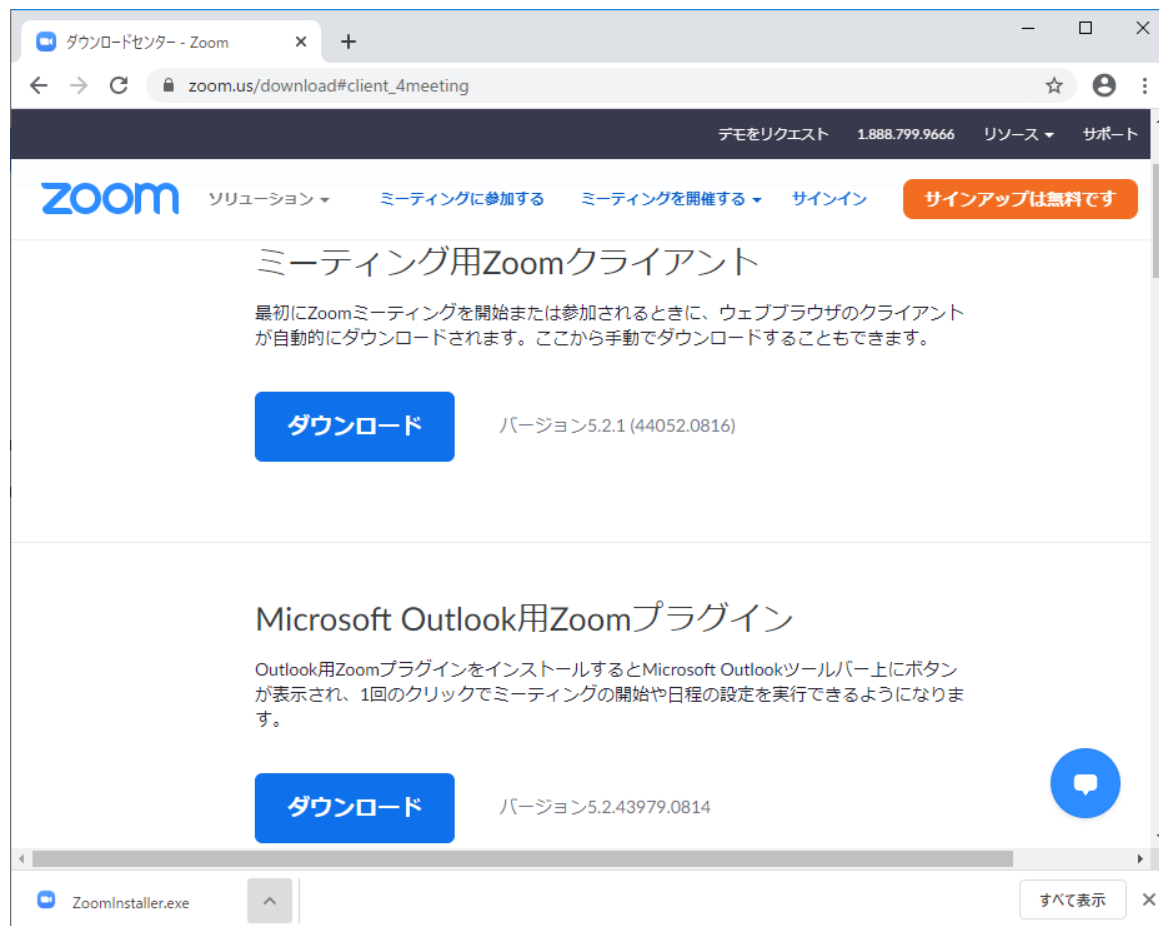 ダウンロードセンター - Zoom
zoom.us/download#client_4meeting
デモをリクエスト 1.888.799.9666 リソース サポート
zoom ソリューション ミーティングに参加する ミーティングを開催する サインイン サインアップは無料です
ミーティング用Zoomクライアント
最初にZoomミーティングを開始または参加されるときに、ウェブブラウザのクライアント
が自動的にダウンロードされます。ここから手動でダウンロードすることもできます。
ダウンロード バージョン5.2.1 (44052.0816)
Microsoft Outlook用Zoomプラグイン
Outlook用ZoomプラグインをインストールするとMicrosoft Outlookツールバー上にボタン
が表示され、1回のクリックでミーティングの開始や日程の設定を実行できるようになりま
す。
ダウンロード バージョン5.2.43979.0814
ZoomInstaller.exe すべて表示